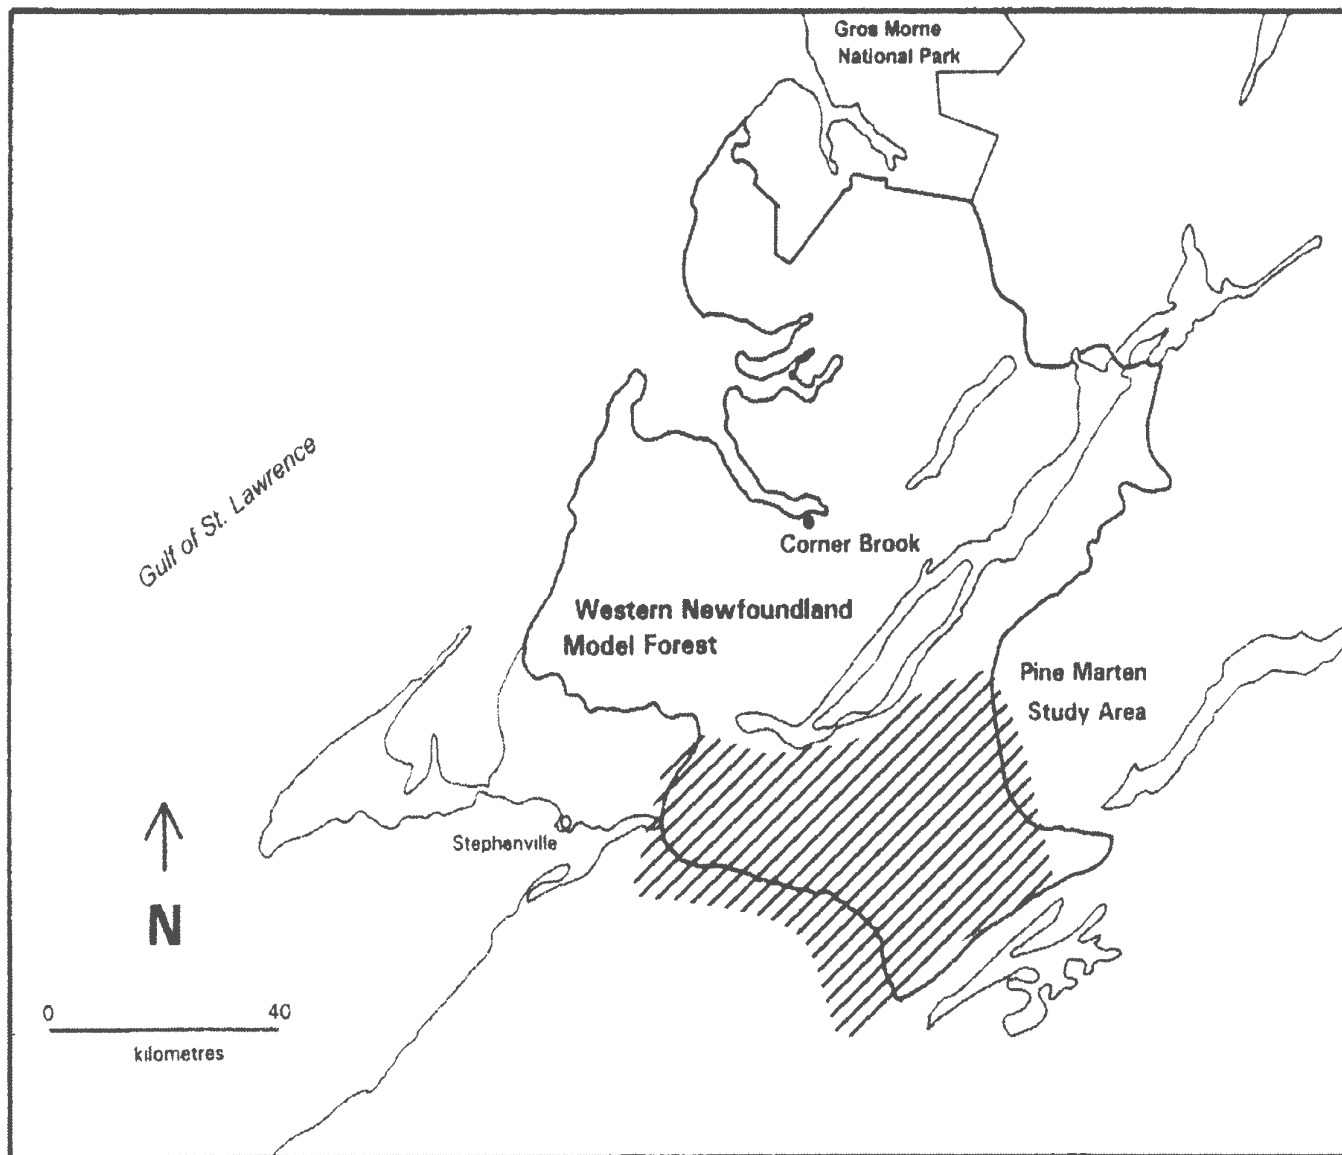 Gros Morne
National Park
Gulf of St. Lawrence
Corner Brook
Western Newfoundland
Model Forest
Pine Marten
Study Area
Stephenville
N
0 40
kilometres